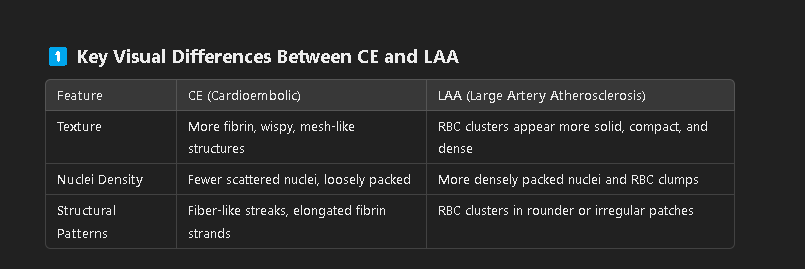 1 Key Visual Differences Between CE and LAA
Feature CE (Cardioembolic) LAA (Large Artery Atherosclerosis)
Texture More fibrin, wispy, mesh-like RBC clusters appear more solid, compact, and
structures dense
Nuclei Density Fewer scattered nuclei, loosely packed More densely packed nuclei and RBC clumps
Structural Fiber-like streaks, elongated fibrin RBC clusters in rounder or irregular patches
Patterns strands